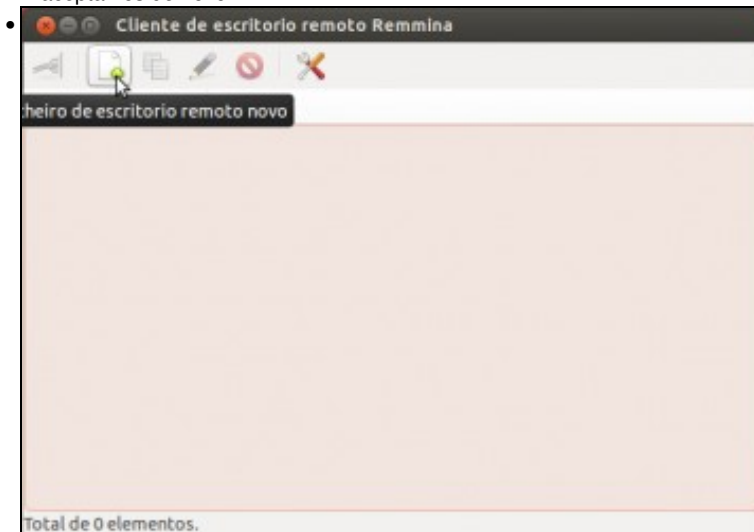 Cliente de escritorio remoto Remmina
heiro de escritorio remoto novo
Total de 0 elementos.